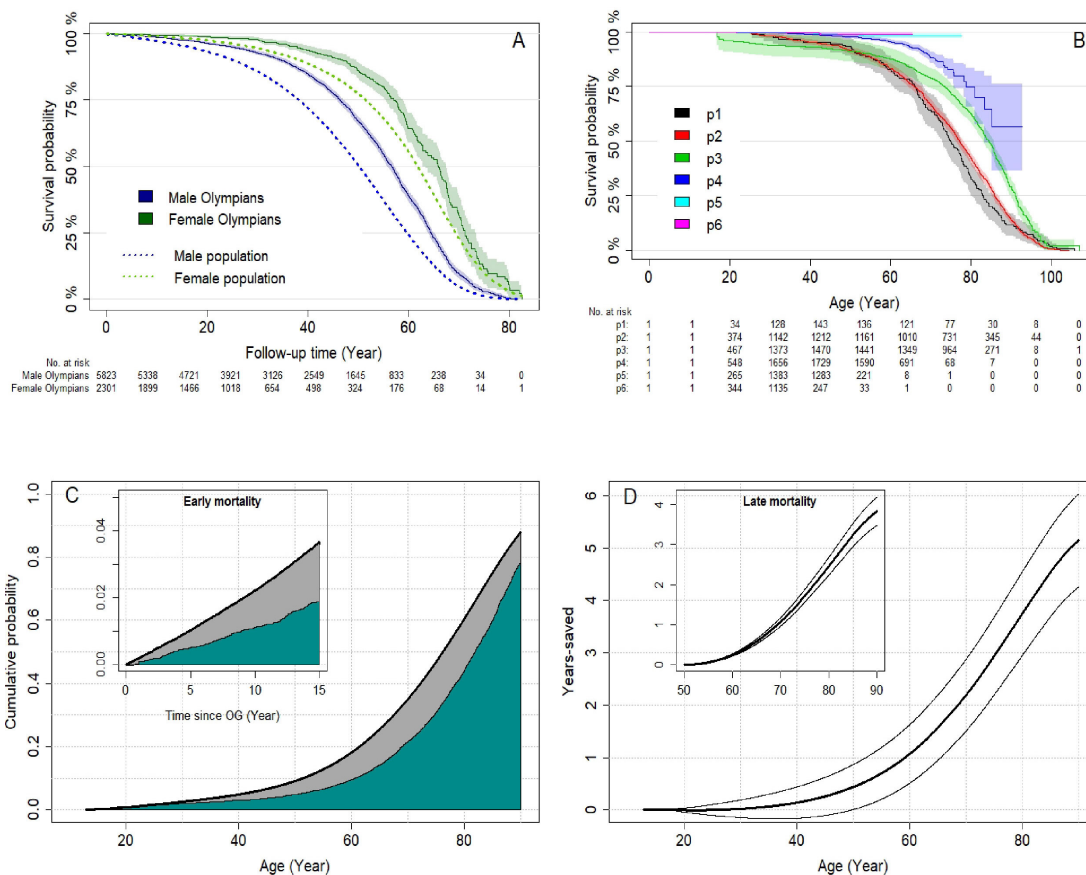 A
Survival probability
0 %
25 %
50 %
75 %
100 %
Male Olympians
Female Olympians
Male population
Female population
0 20 40 60 80
Follow-up time (Year)
No. at risk
Male Olympians 5823 5338 4721 3921 3126 2549 1645 833 238 34 0
Female Olympians 2301 1899 1466 1018 654 498 324 176 68 14 1
B
Survival probability
0 %
25 %
50 %
75 %
100 %
p1
p2
p3
p4
p5
p6
0 20 40 60 80 100
Age (Year)
No. at risk
p1: 1 1 34 128 143 136 121 77 30 8 0
p2: 1 1 374 1142 1212 1161 1010 731 345 44 0
p3: 1 1 467 1373 1470 1441 1349 964 271 8 1
p4: 1 1 548 1656 1729 1590 691 68 7 0 0
p5: 1 1 265 1383 1283 221 8 1 0 0 0
p6: 1 1 344 1135 247 33 1 0 0 0 0
C
Cumulative probability
0.0 0.2 0.4 0.6 0.8 1.0
Early mortality
0.00 0.02 0.04
0 5 10 15
Time since OG (Year)
20 40 60 80
Age (Year)
D
Years-saved
0 1 2 3 4 5 6
Late mortality
0 1 2 3 4
50 60 70 80 90
20 40 60 80
Age (Year)